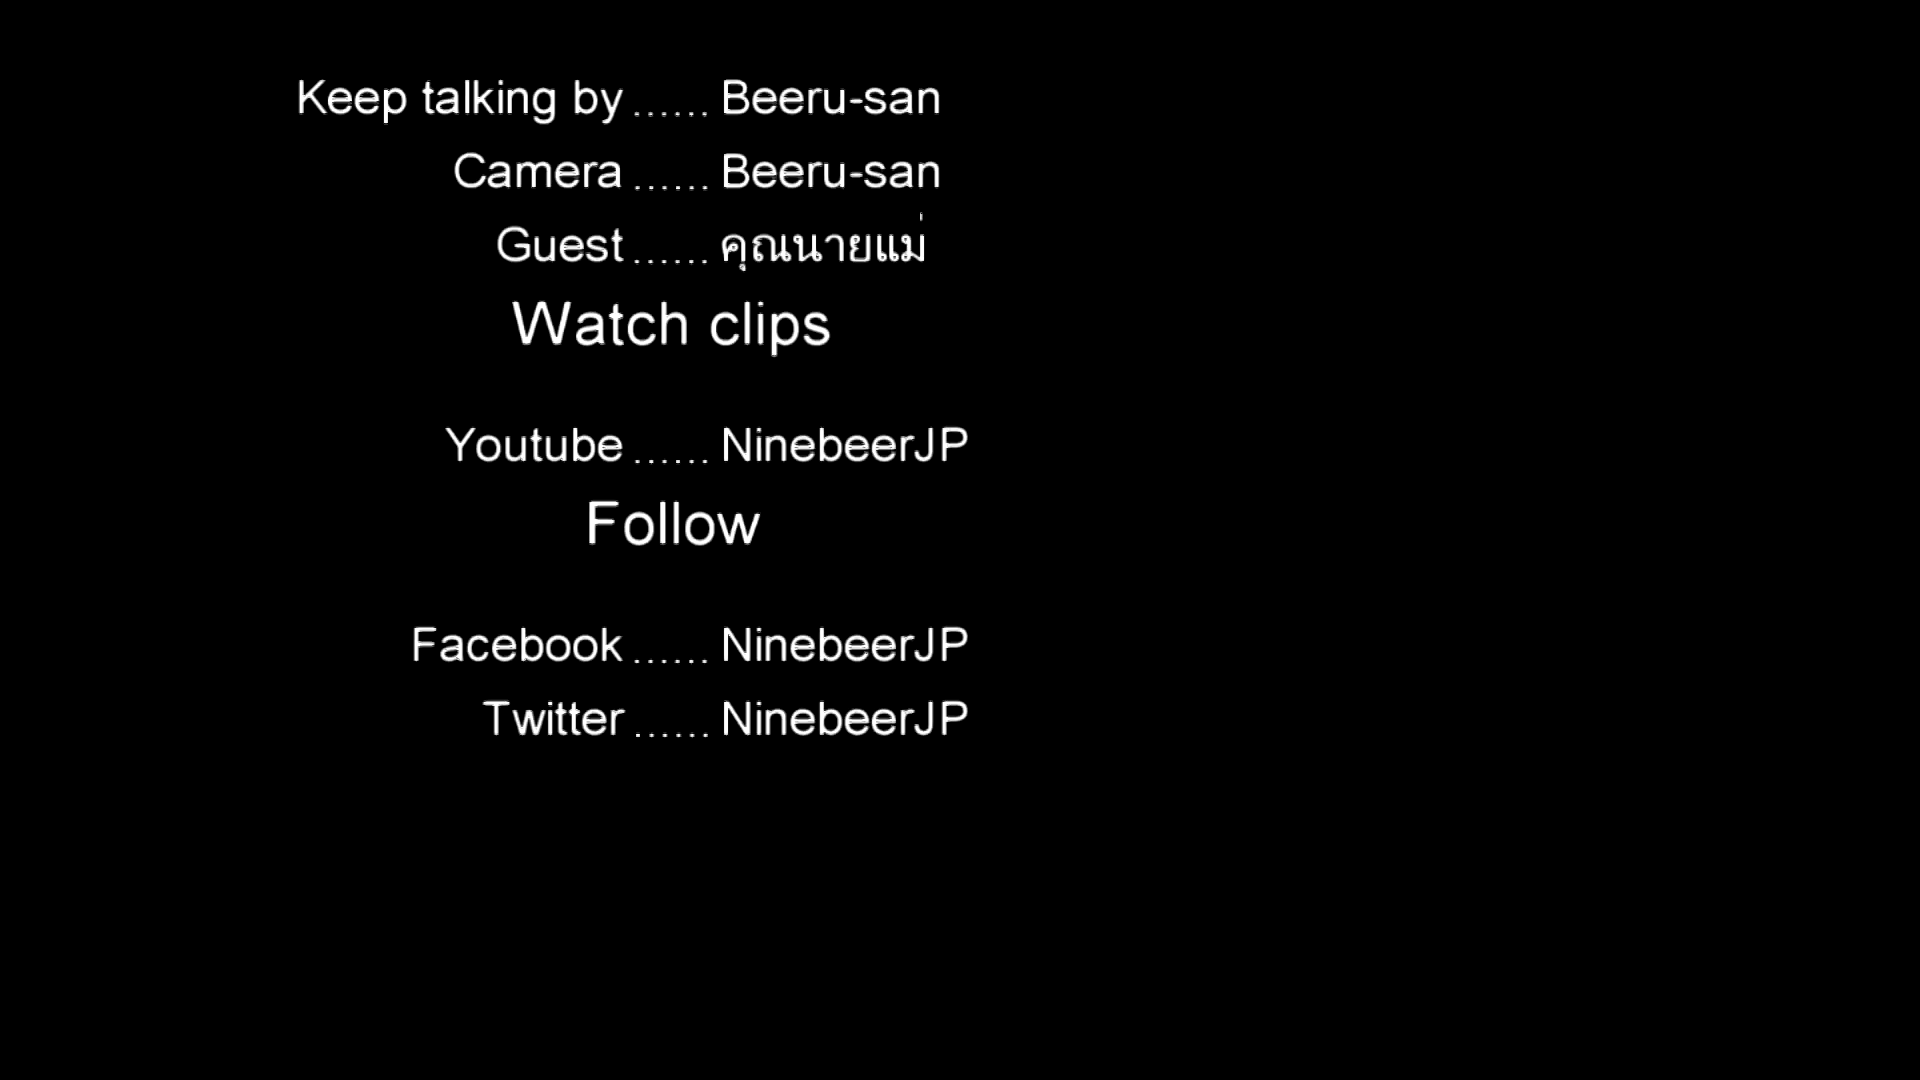 Keep talking by ...... Beeru-san
Camera ...... Beeru-san
Guest ...... คุณนายแม่
Watch clips
Youtube ...... NinebeerJP
Follow
Facebook ...... NinebeerJP
Twitter ...... NinebeerJP